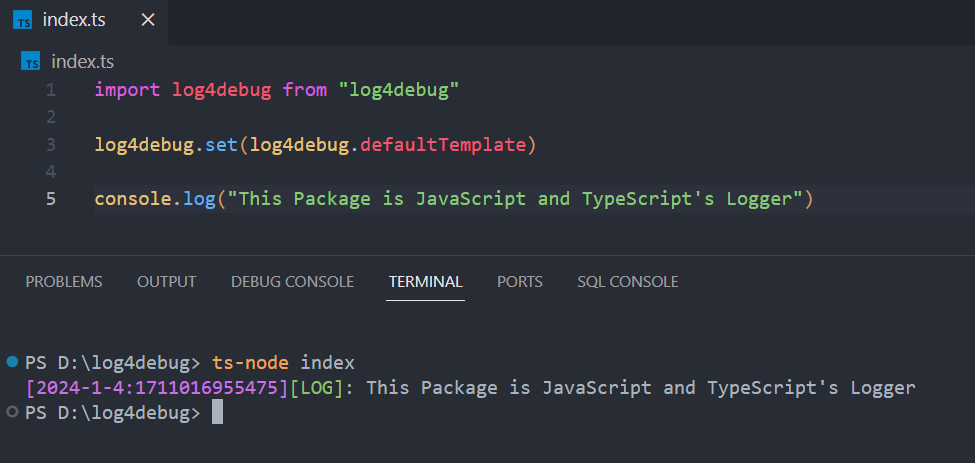 TS index.ts ×
TS index.ts
1 import log4debug from "log4debug"
2
3 log4debug.set(log4debug.defaultTemplate)
4
5 console.log("This Package is JavaScript and TypeScript's Logger")
PROBLEMS OUTPUT DEBUG CONSOLE TERMINAL PORTS SQL CONSOLE
PS D:\log4debug> ts-node index
[2024-1-4:1711016955475][LOG]: This Package is JavaScript and TypeScript's Logger
PS D:\log4debug>